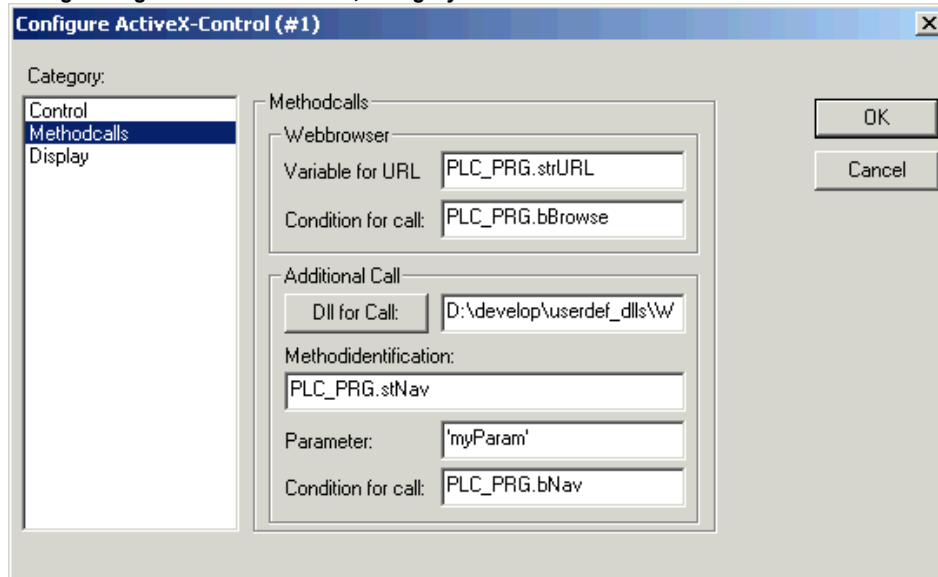 Configure ActiveX-Control (#1)
Category:
Control
Methodcalls
Display
Methodcalls
Webbrowser
Variable for URL PLC_PRG.strURL
Condition for call: PLC_PRG.bBrowse
Additional Call
Dll for Call: D:\develop\userdef_dlls\W
Methodidentification:
PLC_PRG.stNav
Parameter: 'myParam'
Condition for call: PLC_PRG.bNav
OK
Cancel